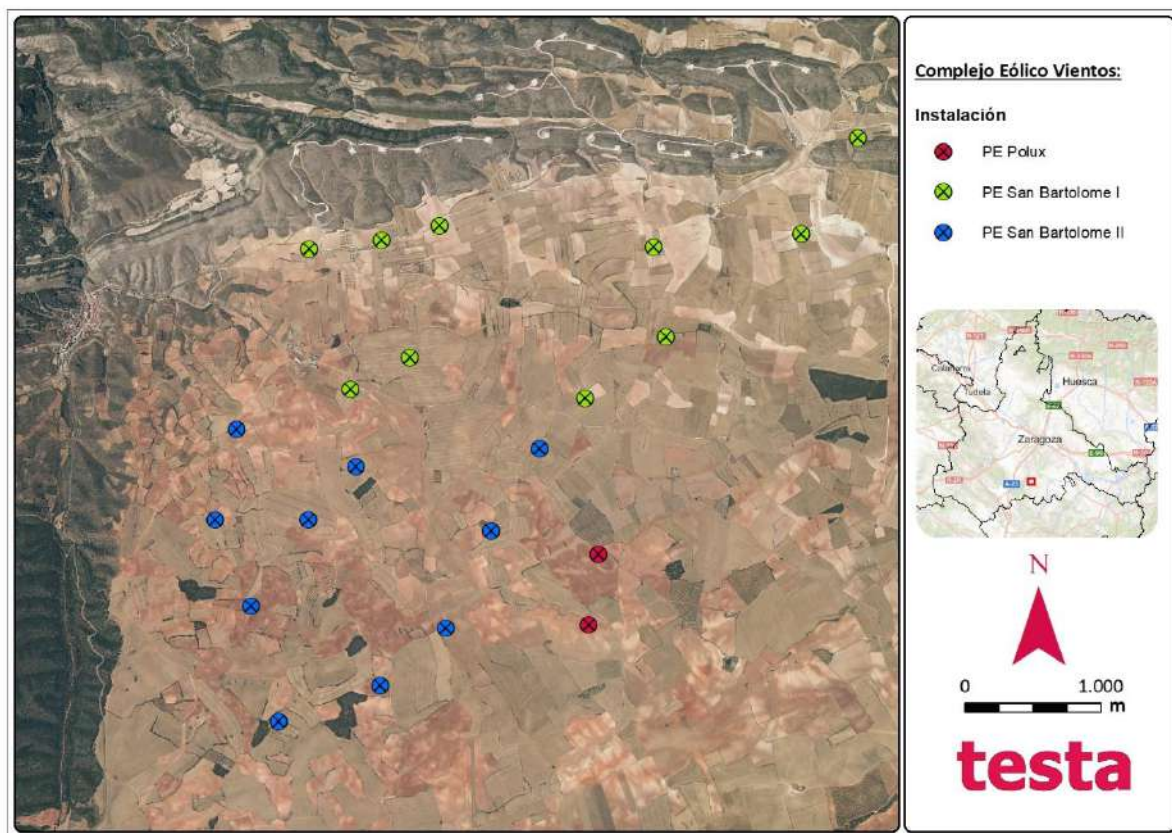 Complejo Eólico Vientos:
Instalación
PE Polux
PE San Bartolome I
PE San Bartolome II
Calahorra
Tudela
Huesca
Zaragoza
N
0 1.000
m
testa